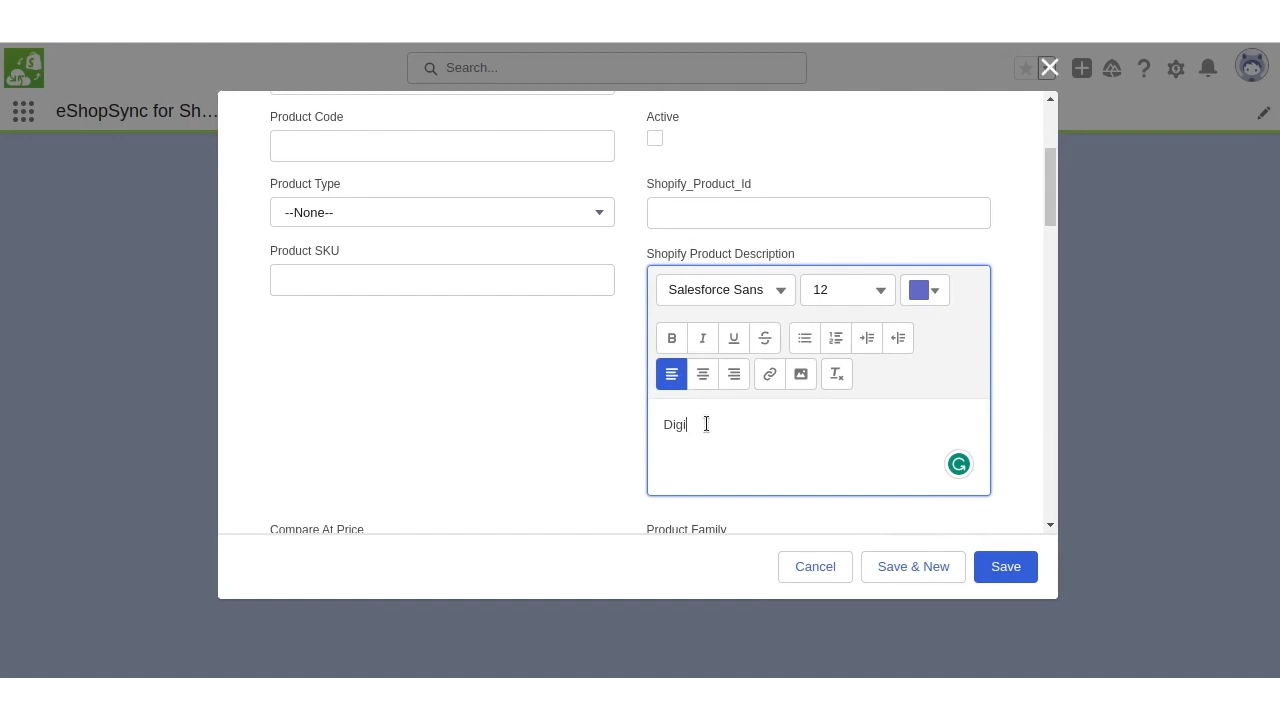 Search...
eShopSync for Sh...
Product Code
Active
Product Type
Shopify_Product_Id
--None--
Product SKU
Shopify Product Description
Salesforce Sans
12
B I U S
Digi
Compare At Price
Product Family
Cancel
Save & New
Save